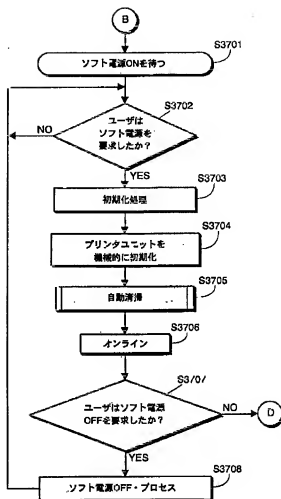 B
S3701
ソフト電源ONを待つ
S3702
ユーザは
ソフト電源を
要求したか?
NO
YES
S3703
初期化処理
S3704
プリンタユニットを
機械的に初期化
S3705
自動清掃
S3706
オンライン
S3707
ユーザはソフト電源
OFFを要求したか?
NO
D
YES
S3708
ソフト電源OFF・プロセス